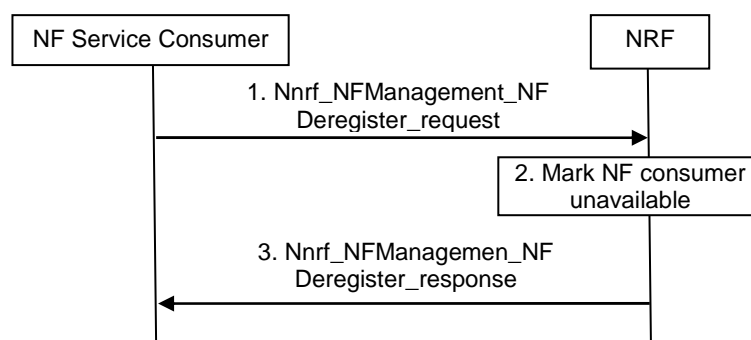 NF Service Consumer
NRF
1. Nnrf_NFManagement_NF
Deregister_request
2. Mark NF consumer
unavailable
3. Nnrf_NFManagemen_NF
Deregister_response